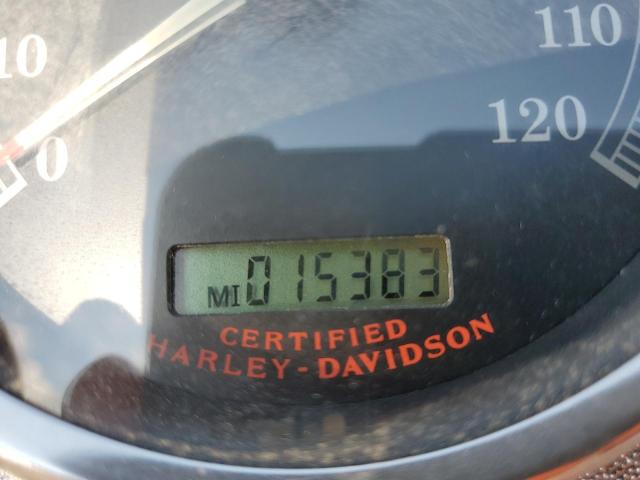 10
0
110
120
MI 015383
CERTIFIED
HARLEY-DAVIDSON